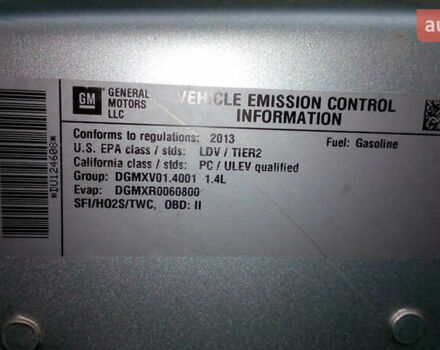 GM
GENERAL
MOTORS
LLC
VEHICLE EMISSION CONTROL
INFORMATION
Conforms to regulations: 2013
Fuel: Gasoline
U.S. EPA class / stds: LDV / TIER2
California class / stds: PC / ULEV qualified
Group: DGMXV01.4001 1.4L
Evap: DGMXR0060800
SFI/HO2S/TWC, OBD: II
*DU124608*